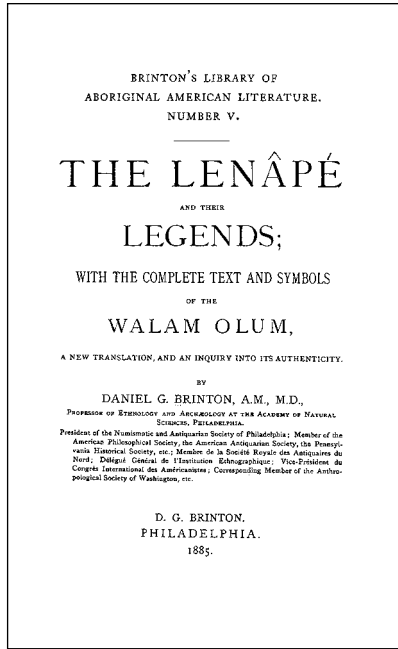 BRINTON'S LIBRARY OF
ABORIGINAL AMERICAN LITERATURE.
NUMBER V.
THE LENÂPÉ
AND THEIR
LEGENDS;
WITH THE COMPLETE TEXT AND SYMBOLS
OF THE
WALAM OLUM,
A NEW TRANSLATION, AND AN INQUIRY INTO ITS AUTHENTICITY.
BY
DANIEL G. BRINTON, A.M., M.D.,
PROFESSOR OF ETHNOLOGY AND ARCHÆOLOGY AT THE ACADEMY OF NATURAL
SCIENCES, PHILADELPHIA.
President of the Numismatic and Antiquarian Society of Philadelphia; Member of the
American Philosophical Society, the American Antiquarian Society, the Pennsyl-
vania Historical Society, etc.; Membre de la Société Royale des Antiquaires du
Nord; Délégué Général de l'Institution Ethnographique; Vice-Président du
Congrès International des Américanistes; Corresponding Member of the Anthro-
pological Society of Washington, etc.
D. G. BRINTON.
PHILADELPHIA.
1885.